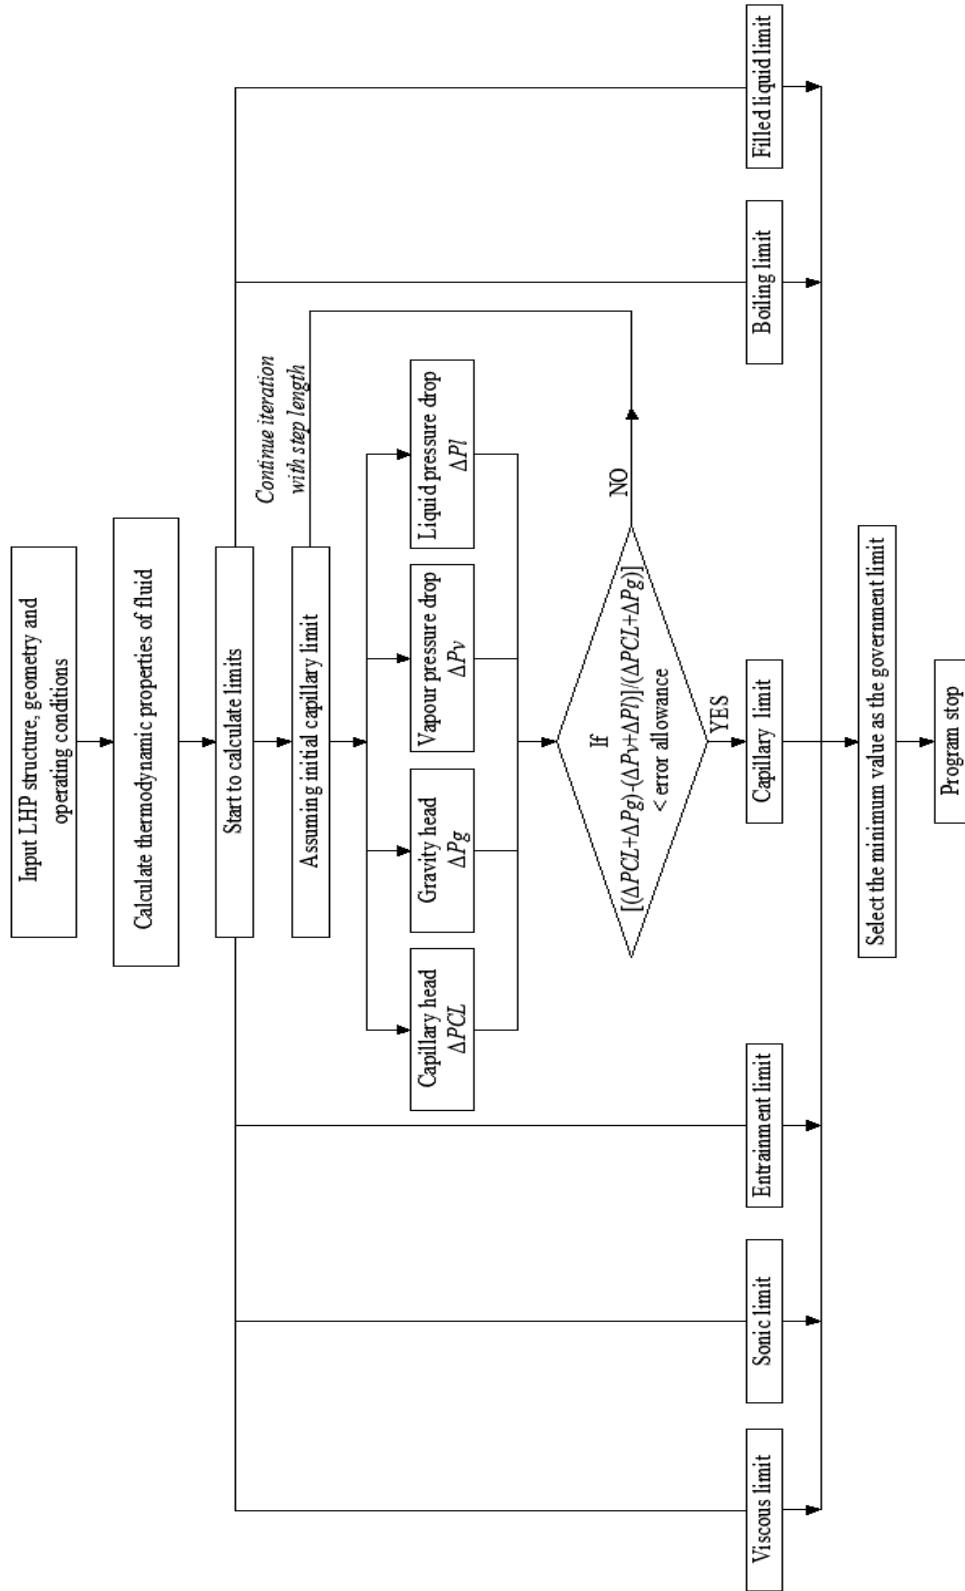 Input LHP structure, geometry and
operating conditions
Calculate thermodynamic properties of fluid
Start to calculate limits
Continue iteration
with step length
Assuming initial capillary limit
Capillary head
ΔPCL
Gravity head
ΔPg
Vapour pressure drop
ΔPv
Liquid pressure drop
ΔPl
If
[(ΔPCL+ΔPg)-(ΔPv+ΔPl)]/(ΔPCL+ΔPg)]
< error allowance
NO
YES
Viscous limit
Sonic limit
Entrainment limit
Capillary limit
Boiling limit
Filled liquid limit
Select the minimum value as the government limit
Program stop